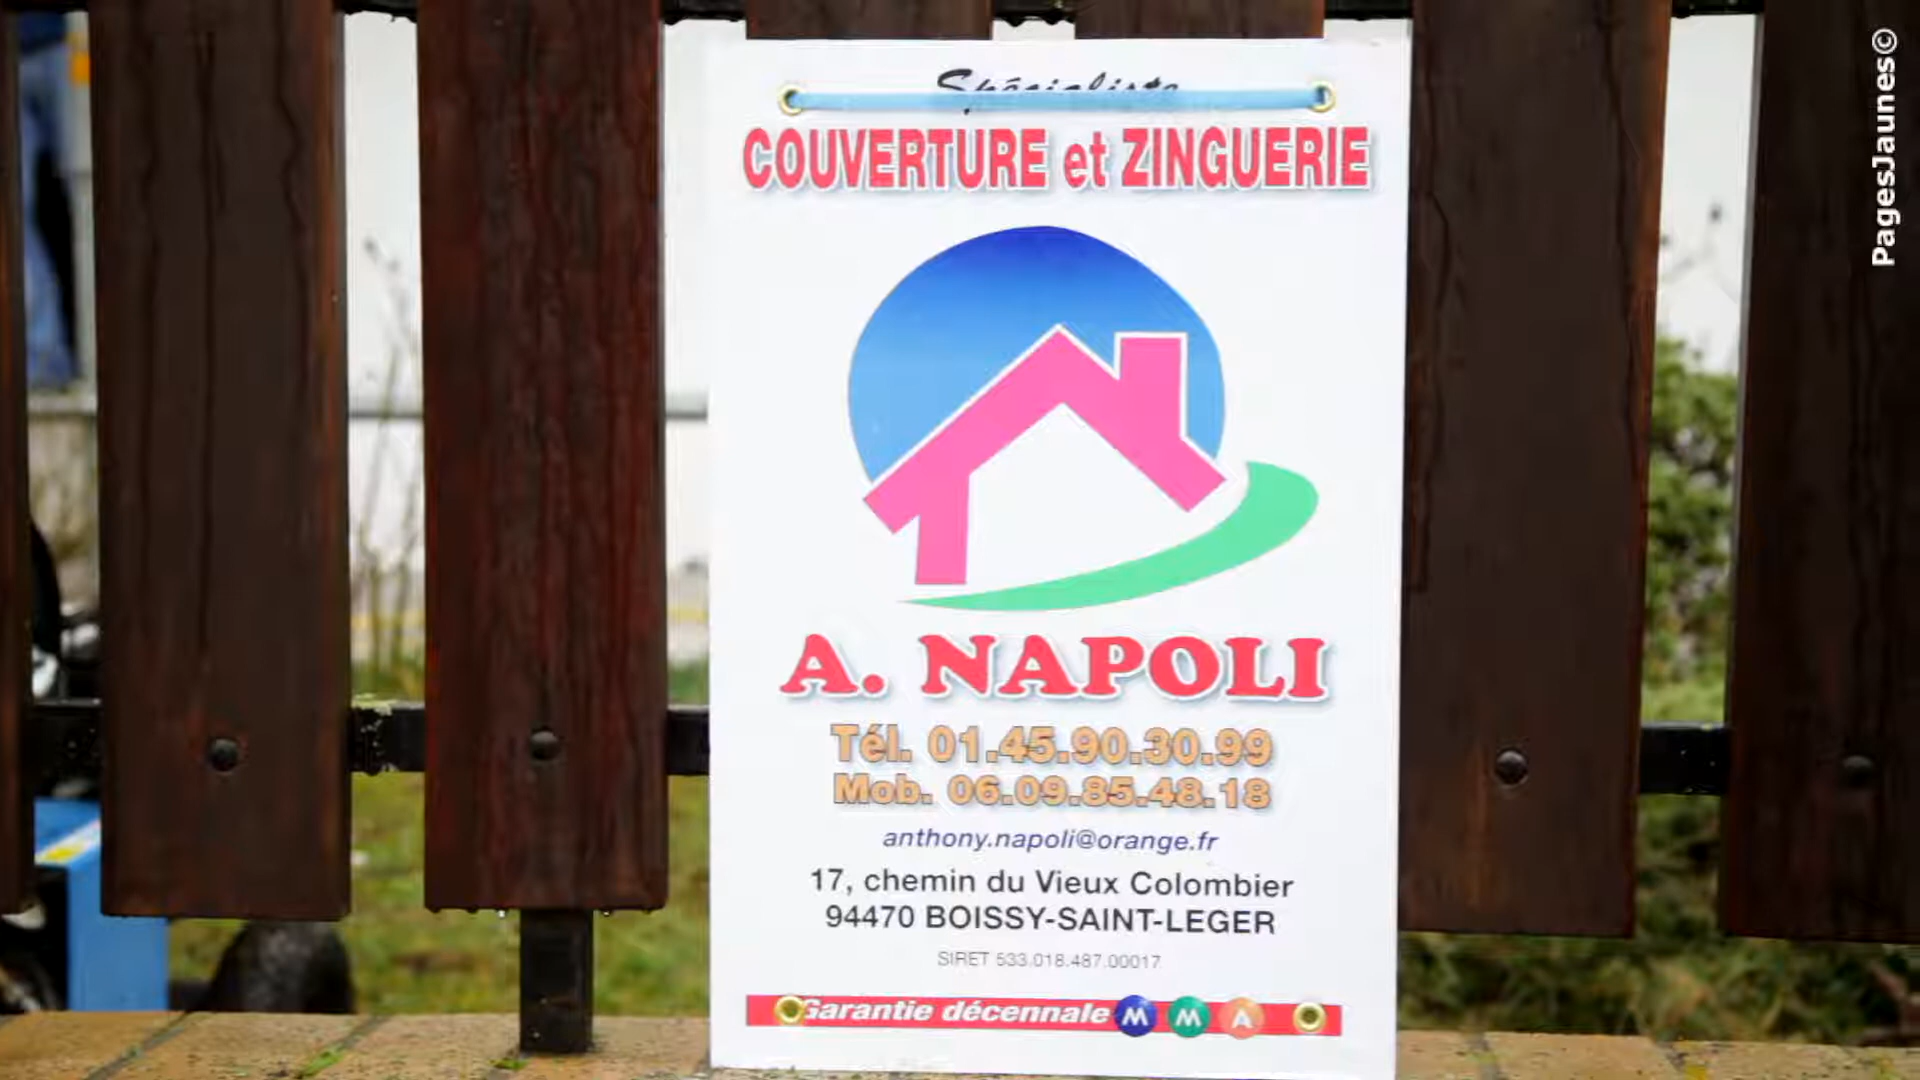 Spécialiste
COUVERTURE et ZINGUERIE
A. NAPOLI
Tél. 01.45.90.30.99
Mob. 06.09.85.48.18
anthony.napoli@orange.fr
17, chemin du Vieux Colombier
94470 BOISSY-SAINT-LEGER
SIRET 533.018.487.00017
Garantie décennale M M A
PagesJaunes©